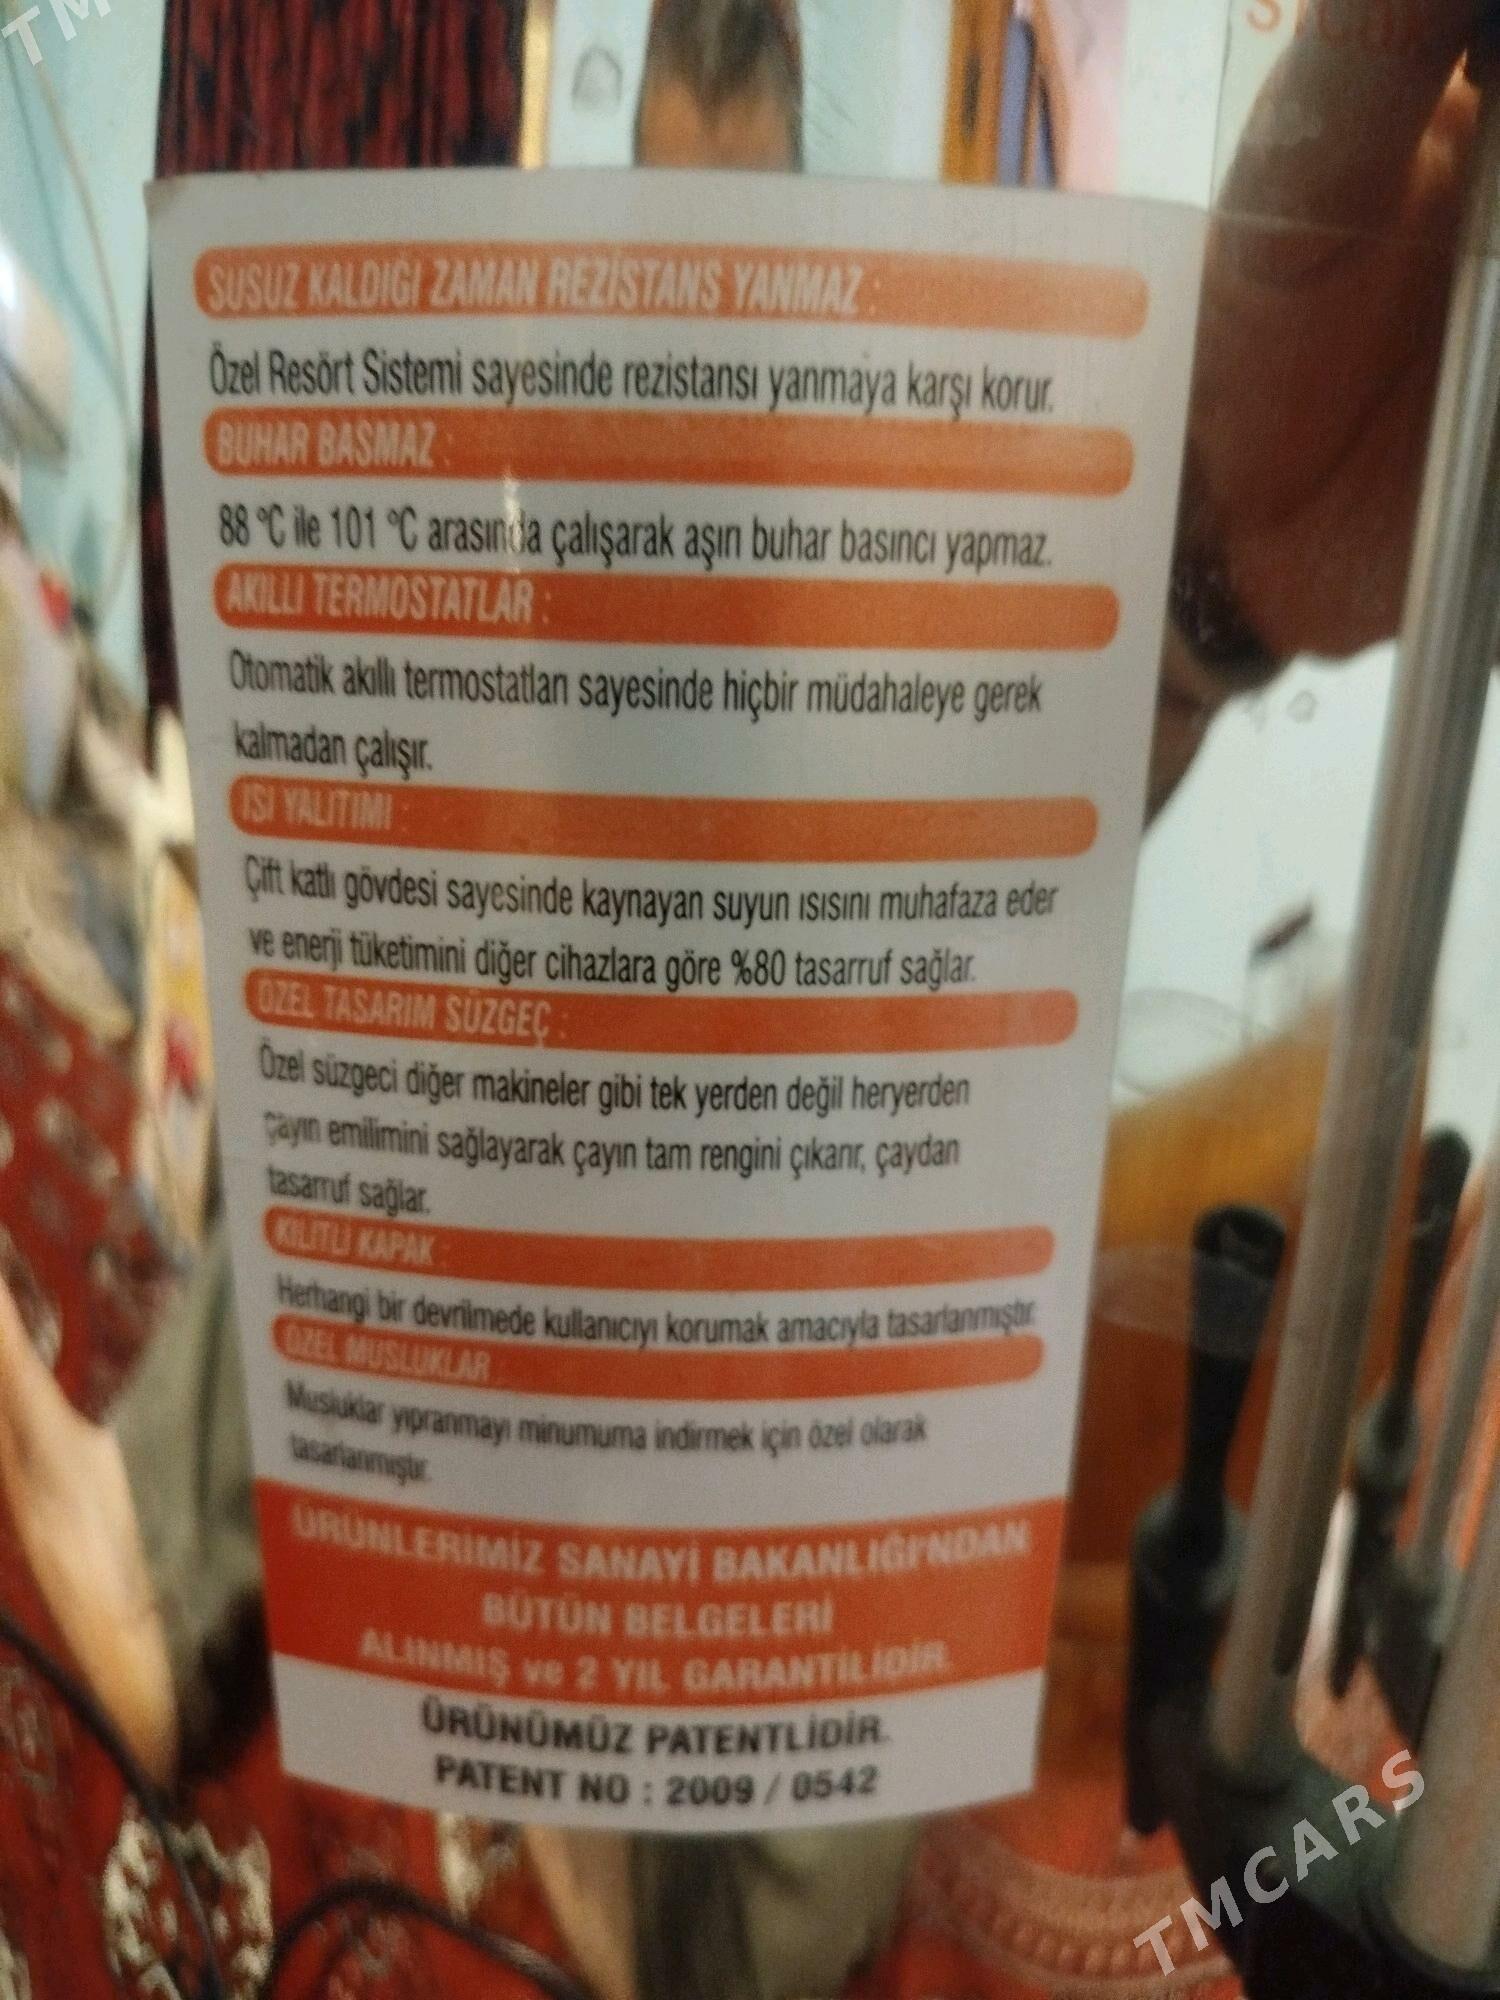 SUSUZ KALDIĞI ZAMAN REZİSTANS YANMAZ :
Özel Resört Sistemi sayesinde rezistansı yanmaya karşı korur.
BUHAR BASMAZ :
88 °C ile 101 °C arasında çalışarak aşırı buhar basıncı yapmaz.
AKILLI TERMOSTATLAR :
Otomatik akıllı termostatları sayesinde hiçbir müdahaleye gerek
kalmadan çalışır.
ISI YALITIMI :
Çift katlı gövdesi sayesinde kaynayan suyun ısısını muhafaza eder
ve enerji tüketimini diğer cihazlara göre %80 tasarruf sağlar.
ÖZEL TASARIM SÜZGEÇ :
Özel süzgeci diğer makineler gibi tek yerden değil heryerden
çayın emilimini sağlayarak çayın tam rengini çıkarır, çaydan
tasarruf sağlar.
KİLİTLİ KAPAK :
Herhangi bir devrilmede kullanıcıyı korumak amacıyla tasarlanmıştır.
ÖZEL MUSLUKLAR :
Musluklar yıpranmayı minumuma indirmek için özel olarak
tasarlanmıştır.
ÜRÜNLERİMİZ SANAYİ BAKANLIĞI'NDAN
BÜTÜN BELGELERİ
ALINMIŞ ve 2 YIL GARANTİLİDİR.
ÜRÜNÜMÜZ PATENTLİDİR.
PATENT NO : 2009 / 0542
TMCARS